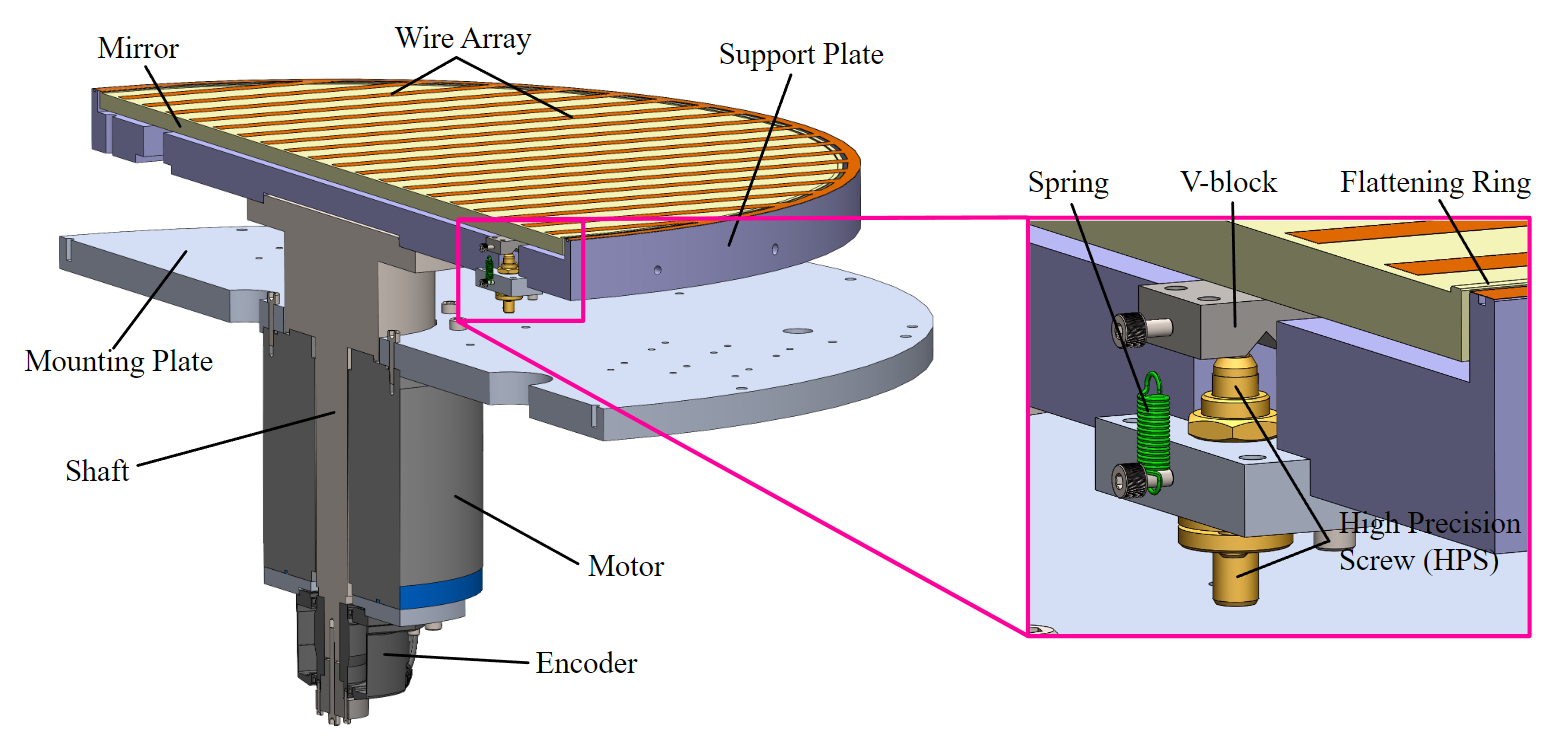 Mirror
Wire Array
Support Plate
Spring
V-block
Flattening Ring
Mounting Plate
Shaft
High Precision
Screw (HPS)
Motor
Encoder